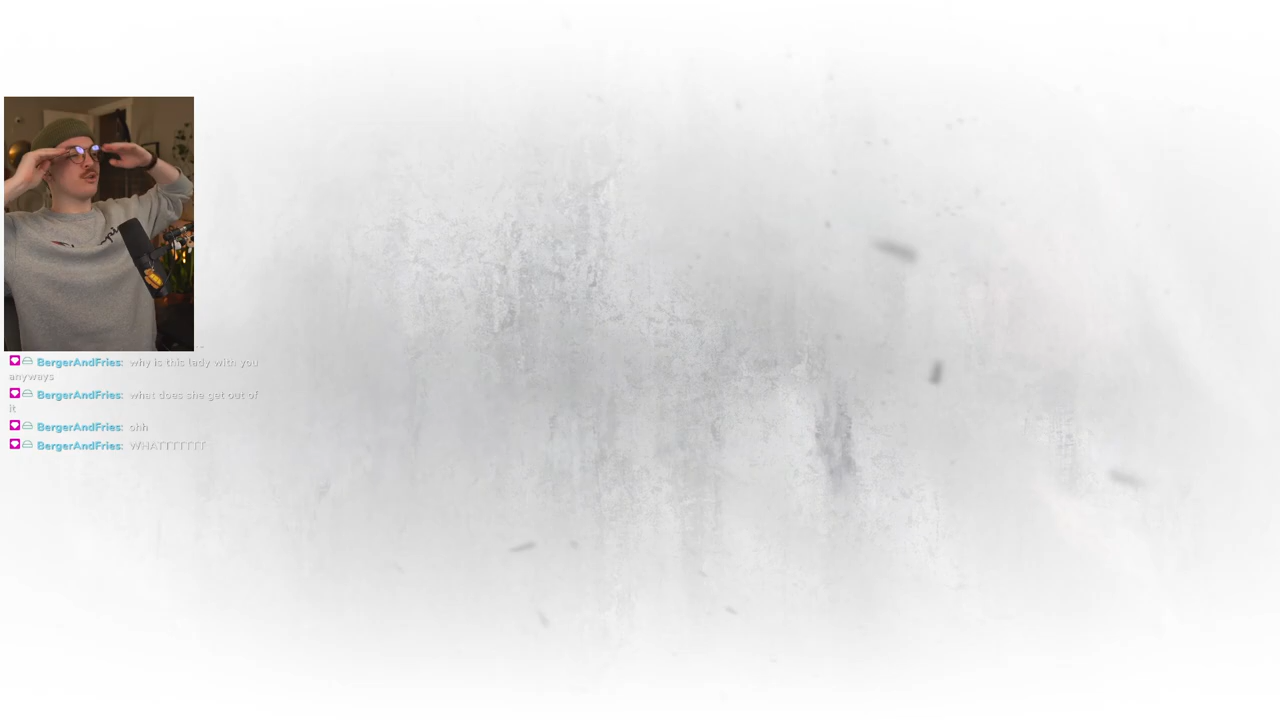 BergerAndFries: why is this lady with you
anyways
BergerAndFries: what does she get out of
it
BergerAndFries: ohh
BergerAndFries: WHATTTTTTT